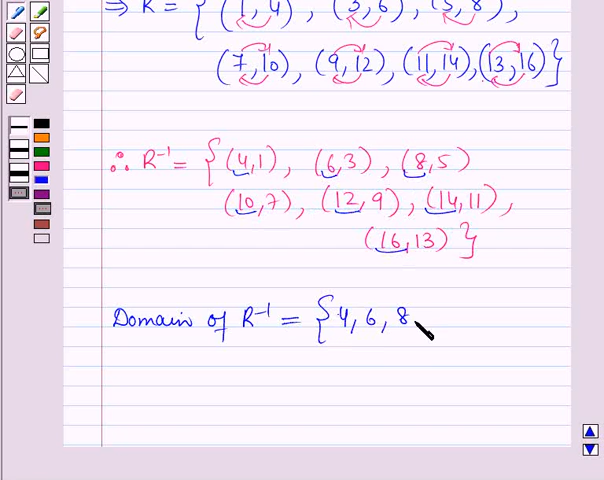 ⇒ R = { (1, 4) , (3, 6) , (5, 8) ,
(7, 10) , (9, 12) , (11, 14) , (13, 16) }
∴ R⁻¹ = { (4, 1) , (6, 3) , (8, 5)
(10, 7) , (12, 9) , (14, 11) ,
(16, 13) }
Domain of R⁻¹ = { 4, 6, 8